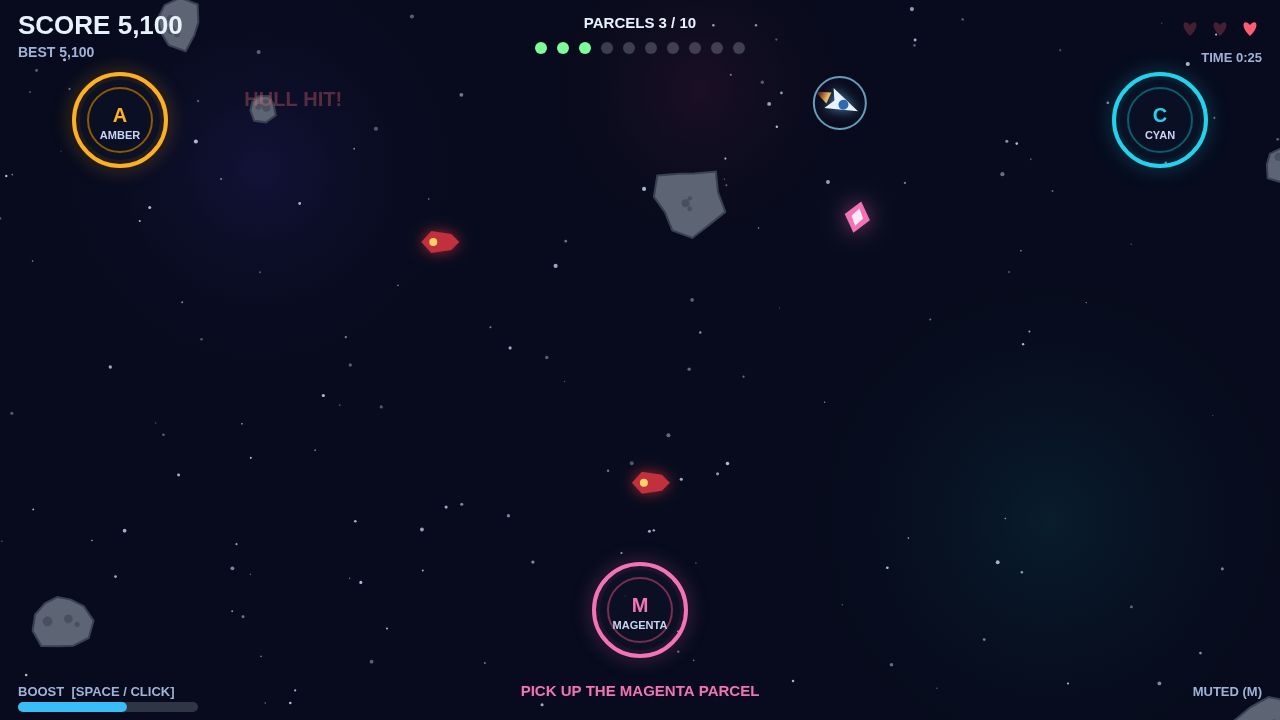 SCORE 5,100
BEST 5,100
PARCELS 3 / 10
TIME 0:25
HULL HIT!
A
AMBER
C
CYAN
M
MAGENTA
BOOST [SPACE / CLICK]
PICK UP THE MAGENTA PARCEL
MUTED (M)